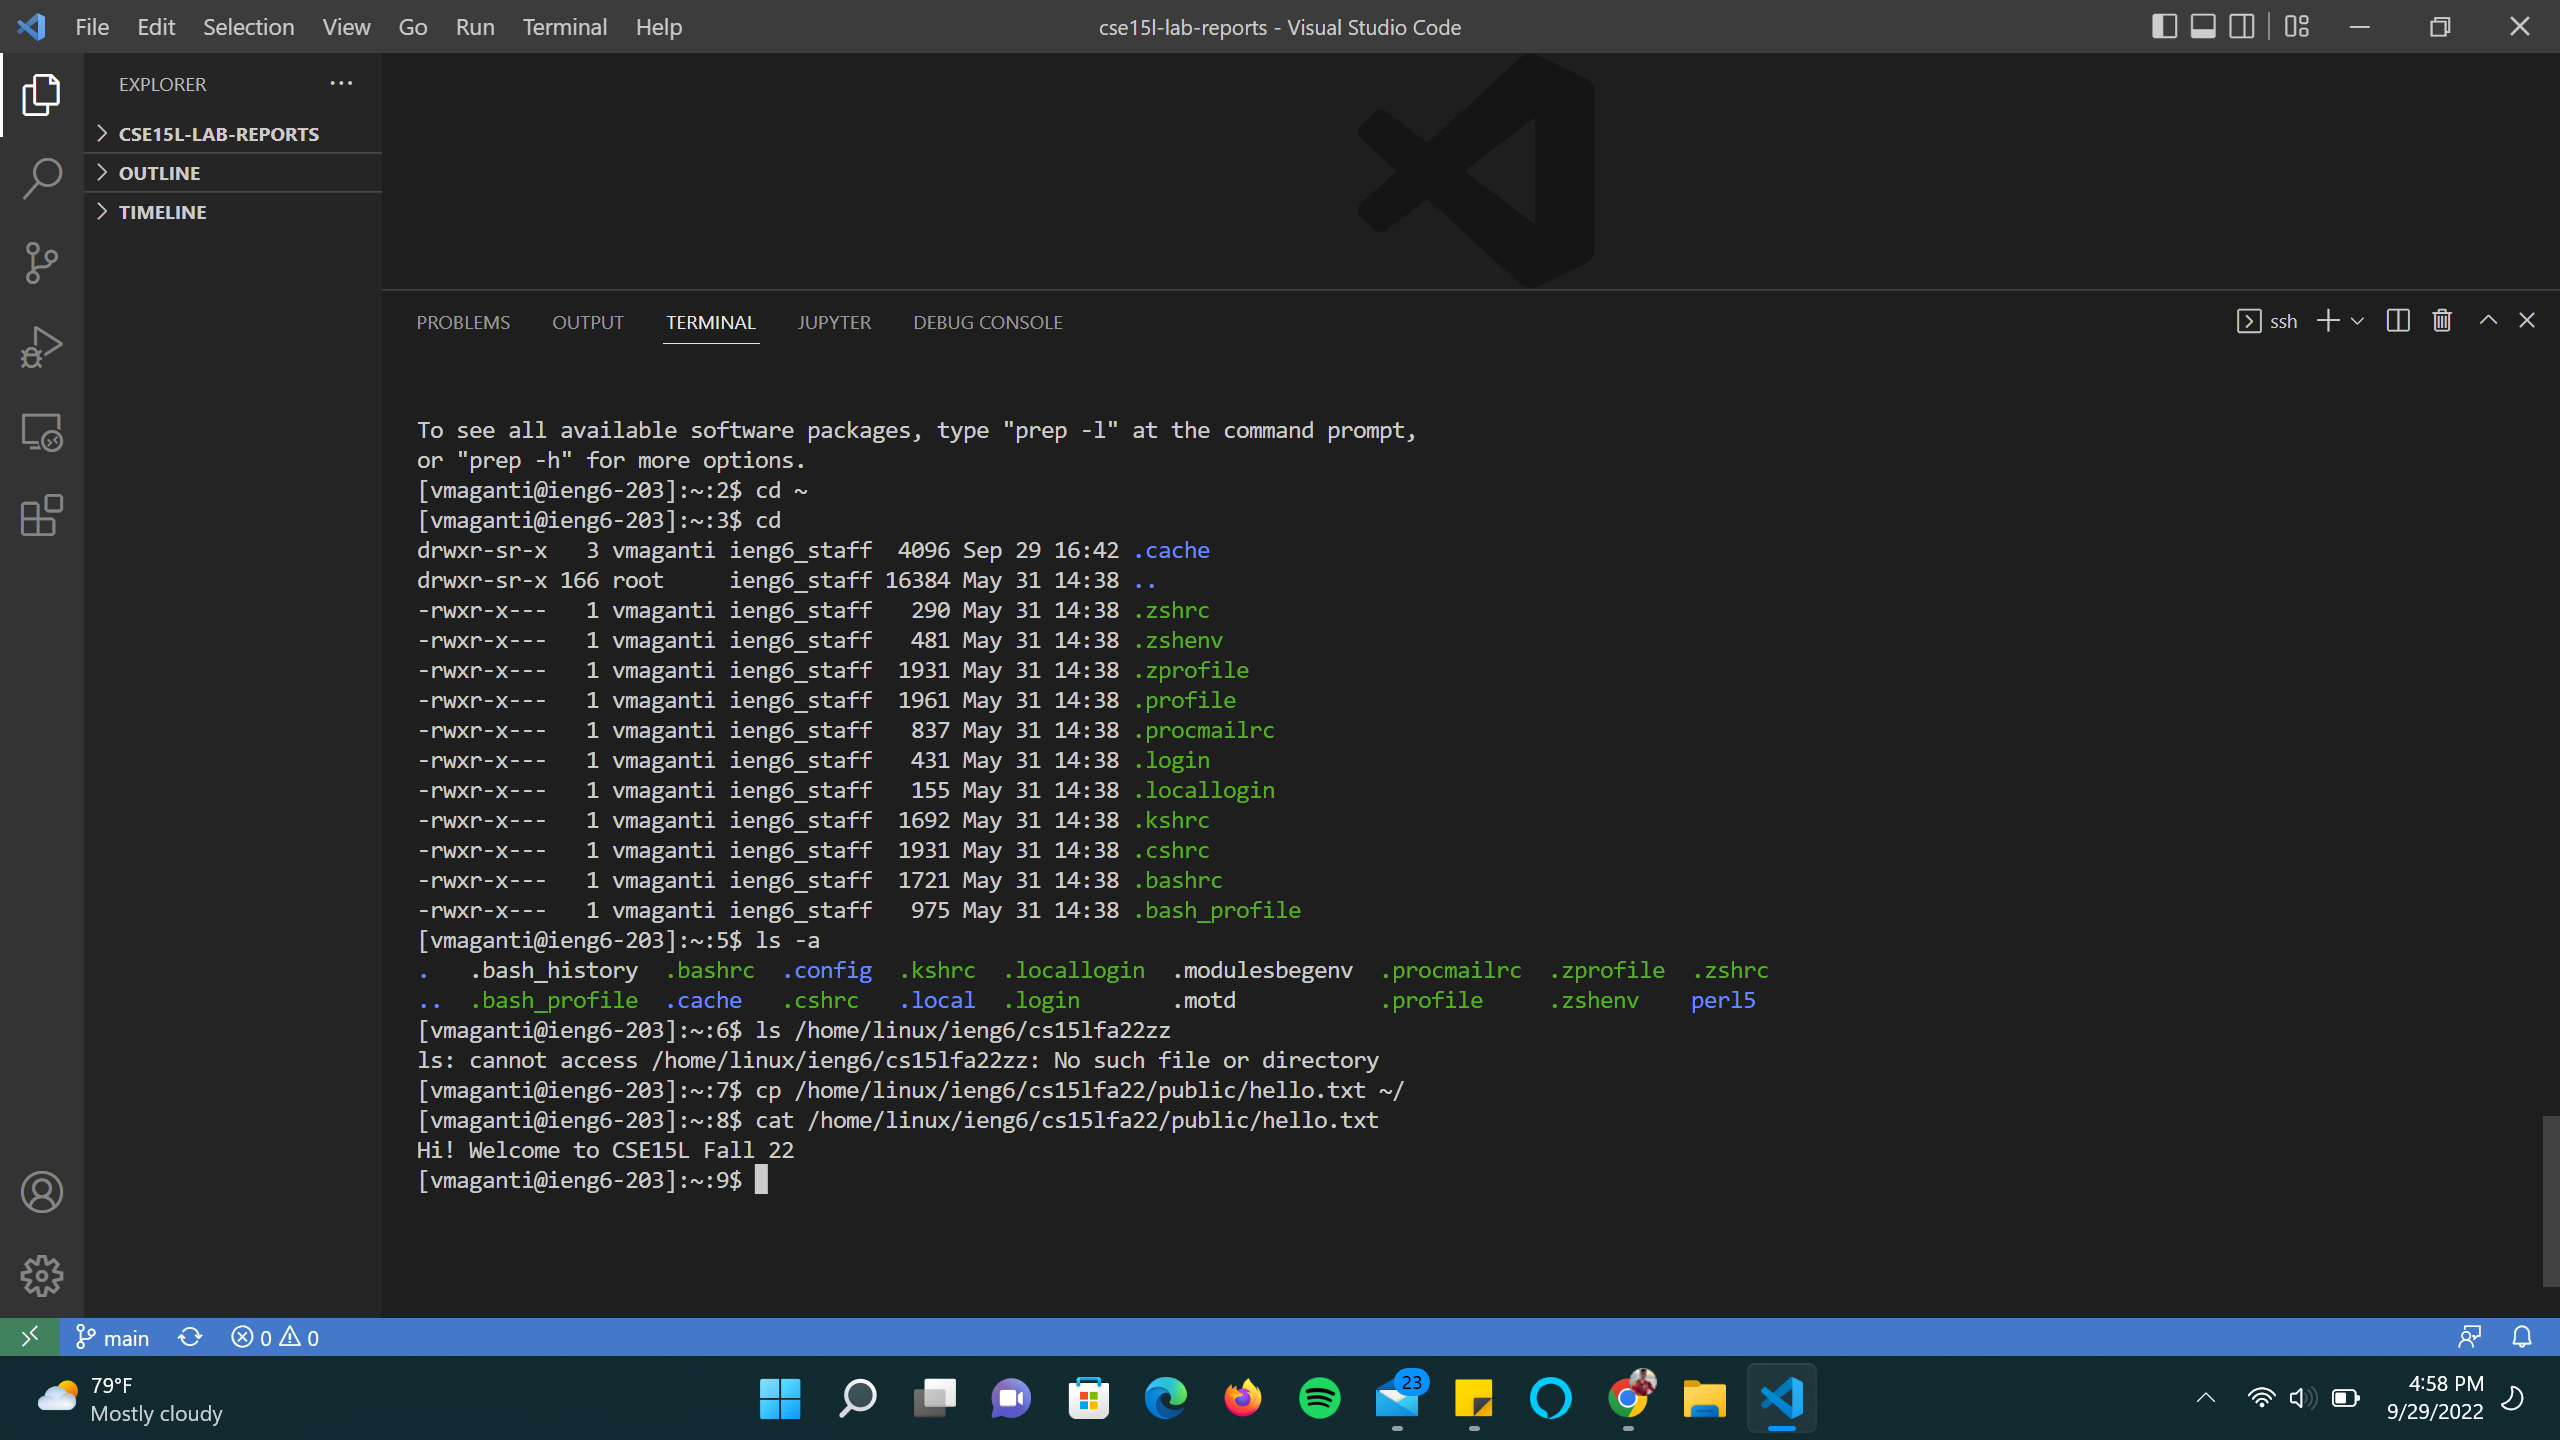 File Edit Selection View Go Run Terminal Help
cse15l-lab-reports - Visual Studio Code
EXPLORER
CSE15L-LAB-REPORTS
OUTLINE
TIMELINE
PROBLEMS OUTPUT TERMINAL JUPYTER DEBUG CONSOLE
ssh
To see all available software packages, type "prep -l" at the command prompt,
or "prep -h" for more options.
[vmaganti@ieng6-203]:~:2$ cd ~
[vmaganti@ieng6-203]:~:3$ cd
drwxr-sr-x   3 vmaganti ieng6_staff  4096 Sep 29 16:42 .cache
drwxr-sr-x 166 root     ieng6_staff 16384 May 31 14:38 ..
-rwxr-x---   1 vmaganti ieng6_staff   290 May 31 14:38 .zshrc
-rwxr-x---   1 vmaganti ieng6_staff   481 May 31 14:38 .zshenv
-rwxr-x---   1 vmaganti ieng6_staff  1931 May 31 14:38 .zprofile
-rwxr-x---   1 vmaganti ieng6_staff  1961 May 31 14:38 .profile
-rwxr-x---   1 vmaganti ieng6_staff   837 May 31 14:38 .procmailrc
-rwxr-x---   1 vmaganti ieng6_staff   431 May 31 14:38 .login
-rwxr-x---   1 vmaganti ieng6_staff   155 May 31 14:38 .locallogin
-rwxr-x---   1 vmaganti ieng6_staff  1692 May 31 14:38 .kshrc
-rwxr-x---   1 vmaganti ieng6_staff  1931 May 31 14:38 .cshrc
-rwxr-x---   1 vmaganti ieng6_staff  1721 May 31 14:38 .bashrc
-rwxr-x---   1 vmaganti ieng6_staff   975 May 31 14:38 .bash_profile
[vmaganti@ieng6-203]:~:5$ ls -a
.   .bash_history  .bashrc  .config  .kshrc  .locallogin  .modulesbegenv  .procmailrc  .zprofile  .zshrc
..  .bash_profile  .cache   .cshrc   .local  .login       .motd           .profile     .zshenv    perl5
[vmaganti@ieng6-203]:~:6$ ls /home/linux/ieng6/cs15lfa22zz
ls: cannot access /home/linux/ieng6/cs15lfa22zz: No such file or directory
[vmaganti@ieng6-203]:~:7$ cp /home/linux/ieng6/cs15lfa22/public/hello.txt ~/
[vmaganti@ieng6-203]:~:8$ cat /home/linux/ieng6/cs15lfa22/public/hello.txt
Hi! Welcome to CSE15L Fall 22
[vmaganti@ieng6-203]:~:9$
main 0 0
79°F
Mostly cloudy
23
4:58 PM
9/29/2022